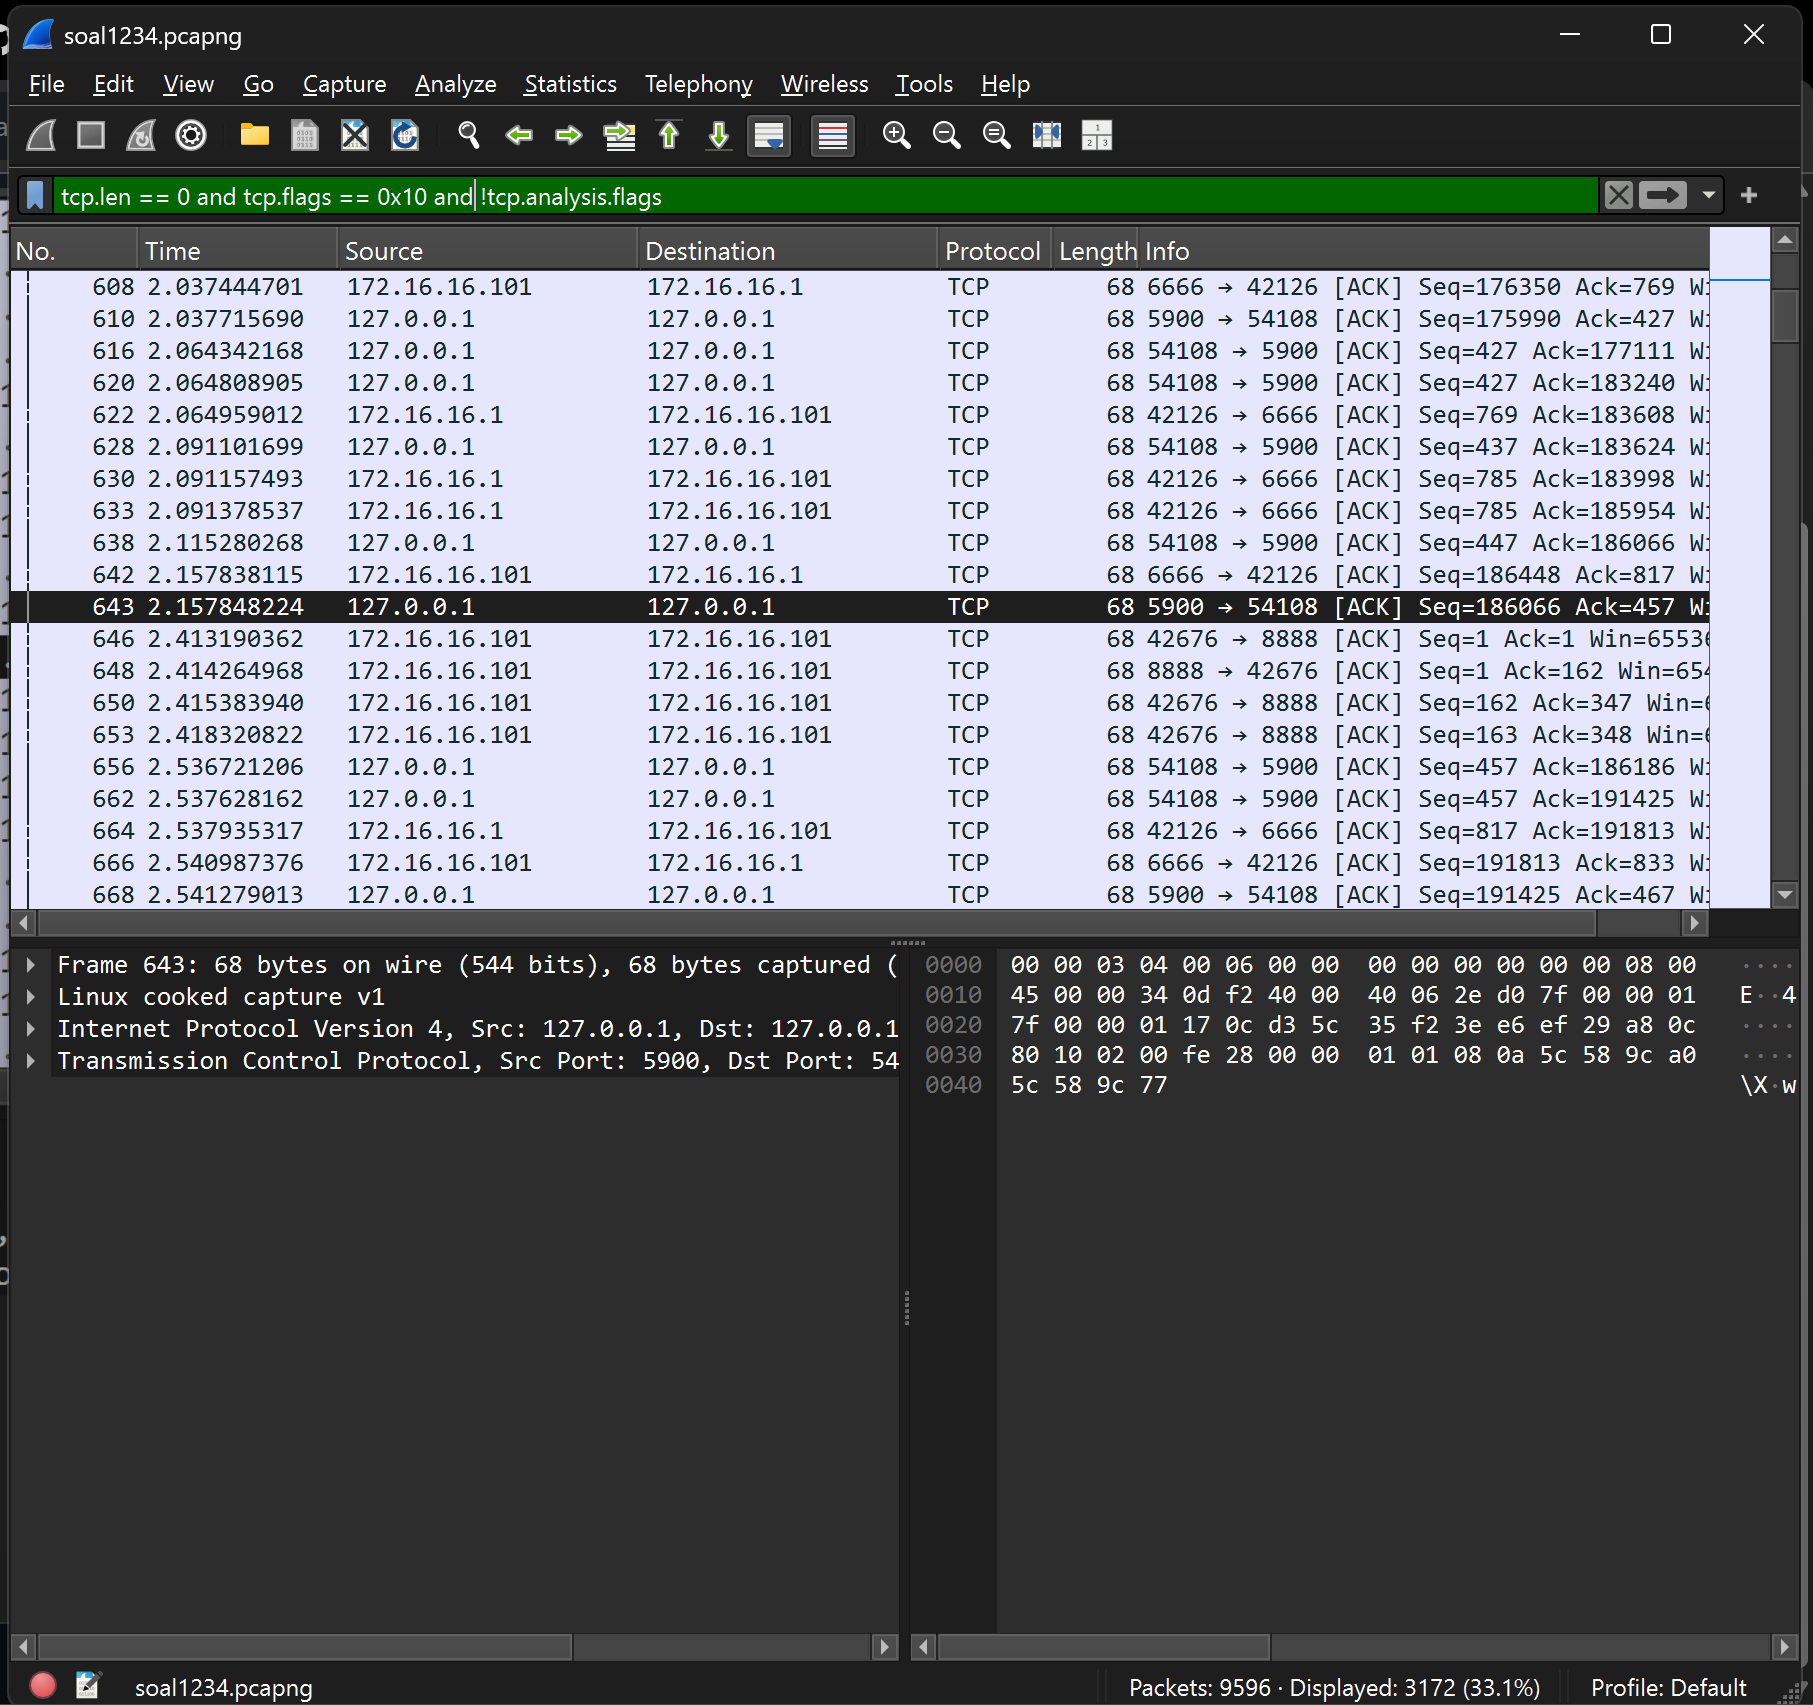 soal1234.pcapng
File Edit View Go Capture Analyze Statistics Telephony Wireless Tools Help
tcp.len == 0 and tcp.flags == 0x10 and !tcp.analysis.flags
No. Time Source Destination Protocol Length Info
608 2.037444701 172.16.16.101 172.16.16.1 TCP 68 6666 → 42126 [ACK] Seq=176350 Ack=769 Wi
610 2.037715690 127.0.0.1 127.0.0.1 TCP 68 5900 → 54108 [ACK] Seq=175990 Ack=427 Wi
616 2.064342168 127.0.0.1 127.0.0.1 TCP 68 54108 → 5900 [ACK] Seq=427 Ack=177111 Wi
620 2.064808905 127.0.0.1 127.0.0.1 TCP 68 54108 → 5900 [ACK] Seq=427 Ack=183240 Wi
622 2.064959012 172.16.16.1 172.16.16.101 TCP 68 42126 → 6666 [ACK] Seq=769 Ack=183608 Wi
628 2.091101699 127.0.0.1 127.0.0.1 TCP 68 54108 → 5900 [ACK] Seq=437 Ack=183624 Wi
630 2.091157493 172.16.16.1 172.16.16.101 TCP 68 42126 → 6666 [ACK] Seq=785 Ack=183998 Wi
633 2.091378537 172.16.16.1 172.16.16.101 TCP 68 42126 → 6666 [ACK] Seq=785 Ack=185954 Wi
638 2.115280268 127.0.0.1 127.0.0.1 TCP 68 54108 → 5900 [ACK] Seq=447 Ack=186066 Wi
642 2.157838115 172.16.16.101 172.16.16.1 TCP 68 6666 → 42126 [ACK] Seq=186448 Ack=817 Wi
643 2.157848224 127.0.0.1 127.0.0.1 TCP 68 5900 → 54108 [ACK] Seq=186066 Ack=457 Wi
646 2.413190362 172.16.16.101 172.16.16.101 TCP 68 42676 → 8888 [ACK] Seq=1 Ack=1 Win=6553
648 2.414264968 172.16.16.101 172.16.16.101 TCP 68 8888 → 42676 [ACK] Seq=1 Ack=162 Win=654
650 2.415383940 172.16.16.101 172.16.16.101 TCP 68 42676 → 8888 [ACK] Seq=162 Ack=347 Win=
653 2.418320822 172.16.16.101 172.16.16.101 TCP 68 42676 → 8888 [ACK] Seq=163 Ack=348 Win=
656 2.536721206 127.0.0.1 127.0.0.1 TCP 68 54108 → 5900 [ACK] Seq=457 Ack=186186 Wi
662 2.537628162 127.0.0.1 127.0.0.1 TCP 68 54108 → 5900 [ACK] Seq=457 Ack=191425 Wi
664 2.537935317 172.16.16.1 172.16.16.101 TCP 68 42126 → 6666 [ACK] Seq=817 Ack=191813 Wi
666 2.540987376 172.16.16.101 172.16.16.1 TCP 68 6666 → 42126 [ACK] Seq=191813 Ack=833 Wi
668 2.541279013 127.0.0.1 127.0.0.1 TCP 68 5900 → 54108 [ACK] Seq=191425 Ack=467 Wi
Frame 643: 68 bytes on wire (544 bits), 68 bytes captured (
Linux cooked capture v1
Internet Protocol Version 4, Src: 127.0.0.1, Dst: 127.0.0.1
Transmission Control Protocol, Src Port: 5900, Dst Port: 54
0000 00 00 03 04 00 06 00 00 00 00 00 00 00 00 08 00 ····
0010 45 00 00 34 0d f2 40 00 40 06 2e d0 7f 00 00 01 E··4
0020 7f 00 00 01 17 0c d3 5c 35 f2 3e e6 ef 29 a8 0c ····
0030 80 10 02 00 fe 28 00 00 01 01 08 0a 5c 58 9c a0 ····
0040 5c 58 9c 77 \X·w
soal1234.pcapng
Packets: 9596 · Displayed: 3172 (33.1%)
Profile: Default